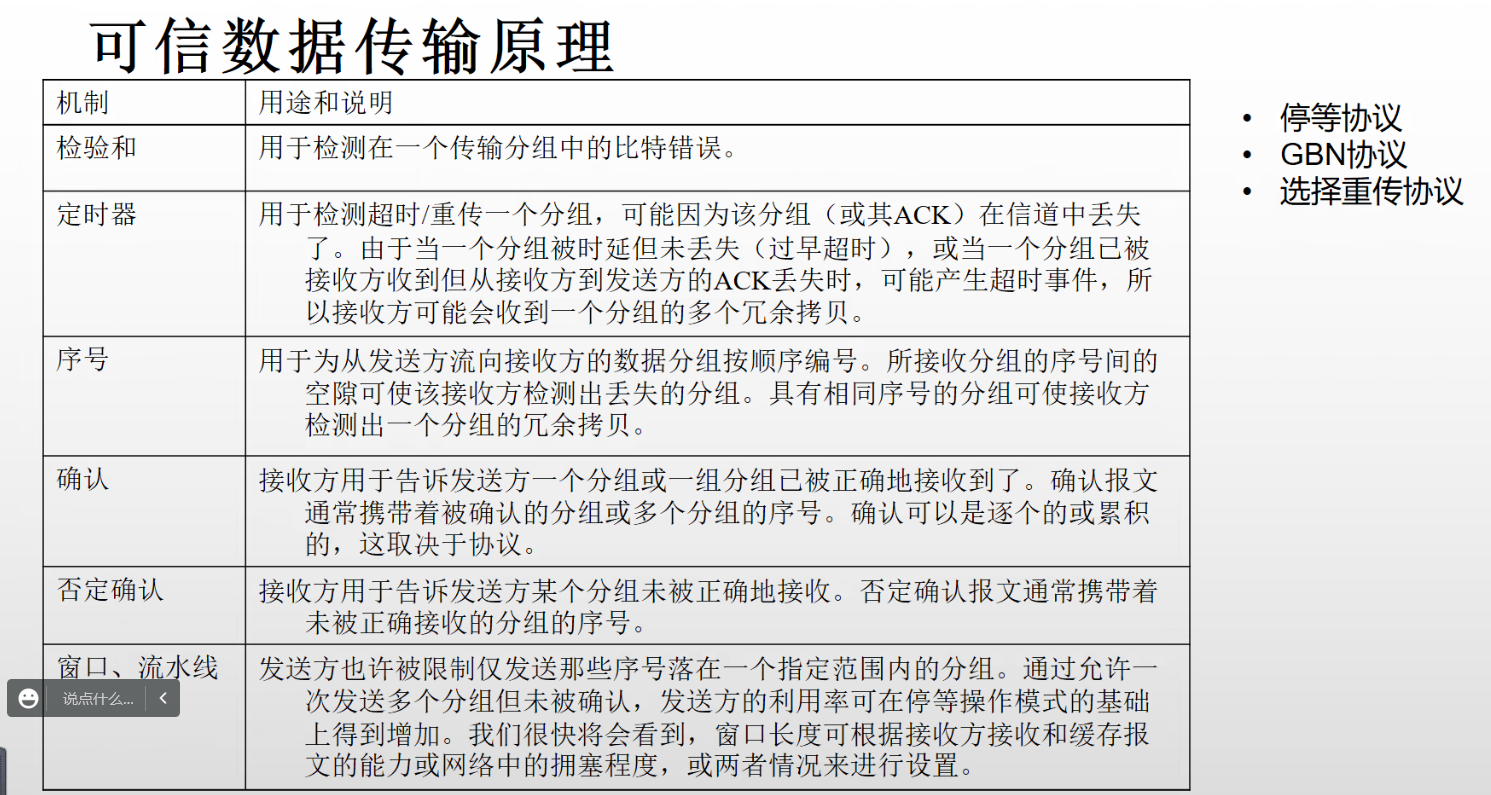 可信数据传输原理
机制
用途和说明
检验和
用于检测在一个传输分组中的比特错误。
定时器
用于检测超时/重传一个分组，可能因为该分组（或其ACK）在信道中丢失
了。由于当一个分组被时延但未丢失（过早超时），或当一个分组已被
接收方收到但从接收方到发送方的ACK丢失时，可能产生超时事件，所
以接收方可能会收到一个分组的多个冗余拷贝。
序号
用于为从发送方流向接收方的数据分组按顺序编号。所接收分组的序号间的
空隙可使该接收方检测出丢失的分组。具有相同序号的分组可使接收方
检测出一个分组的冗余拷贝。
确认
接收方用于告诉发送方一个分组或一组分组已被正确地接收到了。确认报文
通常携带着被确认的分组或多个分组的序号。确认可以是逐个的或累积
的，这取决于协议。
否定确认
接收方用于告诉发送方某个分组未被正确地接收。否定确认报文通常携带着
未被正确接收的分组的序号。
窗口、流水线
发送方也许被限制仅发送那些序号落在一个指定范围内的分组。通过允许一
次发送多个分组但未被确认，发送方的利用率可在停等操作模式的基础
上得到增加。我们很快将会看到，窗口长度可根据接收方接收和缓存报
文的能力或网络中的拥塞程度，或两者情况来进行设置。
• 停等协议
• GBN协议
• 选择重传协议
说点什么...